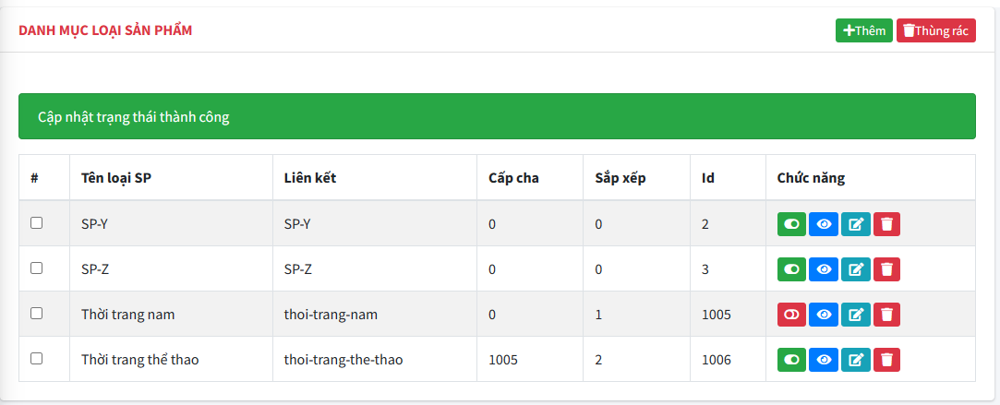 DANH MỤC LOẠI SẢN PHẨM
Thêm
Thùng rác
Cập nhật trạng thái thành công
# Tên loại SP Liên kết Cấp cha Sắp xếp Id Chức năng
SP-Y SP-Y 0 0 2
SP-Z SP-Z 0 0 3
Thời trang nam thoi-trang-nam 0 1 1005
Thời trang thể thao thoi-trang-the-thao 1005 2 1006